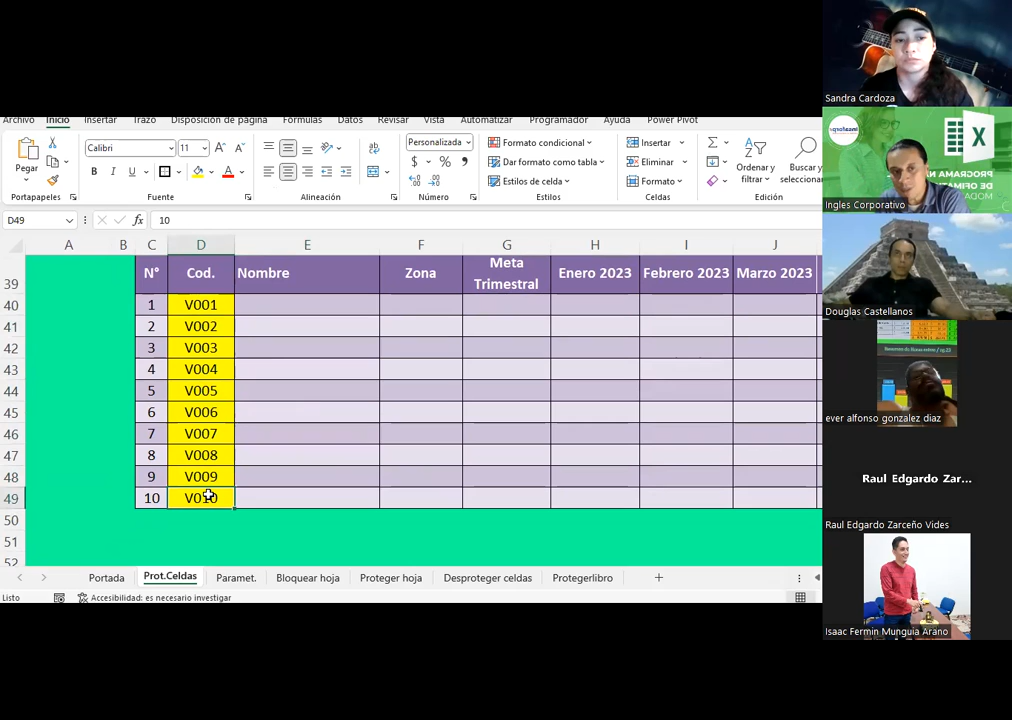 Archivo Inicio Insertar Trazo Disposición de página Fórmulas Datos Revisar Vista Automatizar Programador Ayuda Power Pivot
Pegar
Portapapeles
Calibri 11
N K S
Fuente
Alineación
Personalizada
$ %
Número
Formato condicional
Dar formato como tabla
Estilos de celda
Estilos
Insertar
Eliminar
Formato
Celdas
Ordenar y filtrar
Buscar y
seleccionar
Edición
D49 fx 10
A B C D E F G H I J
39 N° Cod. Nombre Zona Meta Trimestral Enero 2023 Febrero 2023 Marzo 2023
40 1 V001
41 2 V002
42 3 V003
43 4 V004
44 5 V005
45 6 V006
46 7 V007
47 8 V008
48 9 V009
49 10 V010
50
51
52
Portada Prot.Celdas Paramet. Bloquear hoja Proteger hoja Desproteger celdas Protegerlibro
Listo Accesibilidad: es necesario investigar
Sandra Cardoza
PROGRAMA N
DE OFIMÁTIC
MODA
Ingles Corporativo
Douglas Castellanos
ever alfonso gonzalez diaz
Raul Edgardo Zar...
Raul Edgardo Zarceño Vides
Isaac Fermin Munguia Arano